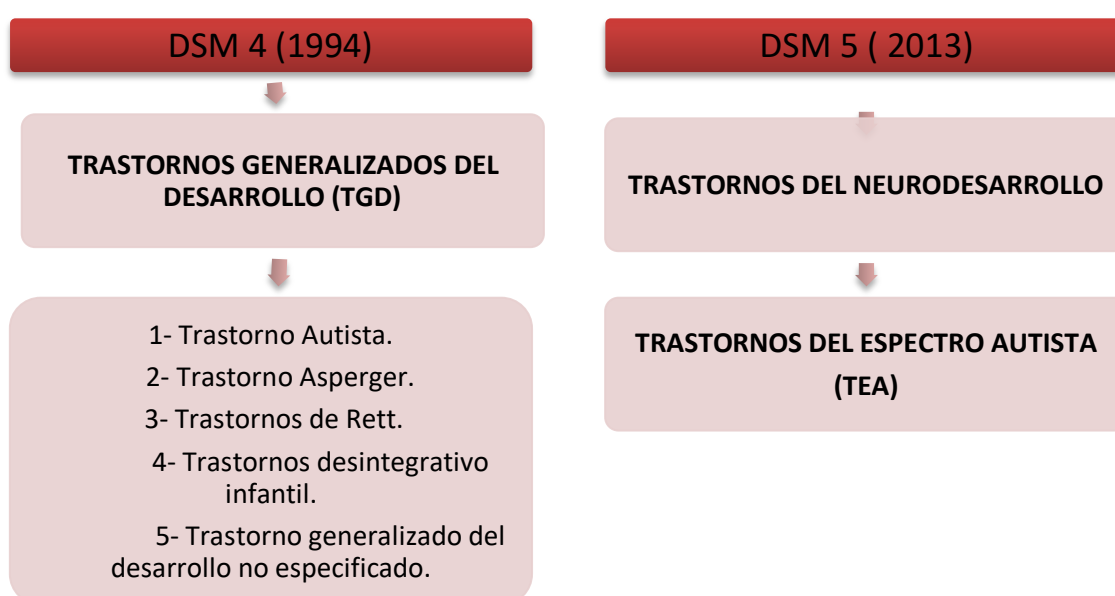 DSM 4 (1994)
TRASTORNOS GENERALIZADOS DEL
DESARROLLO (TGD)
1- Trastorno Autista.
2- Trastorno Asperger.
3- Trastornos de Rett.
4- Trastornos desintegrativo
infantil.
5- Trastorno generalizado del
desarrollo no especificado.
DSM 5 ( 2013)
TRASTORNOS DEL NEURODESARROLLO
TRASTORNOS DEL ESPECTRO AUTISTA
(TEA)